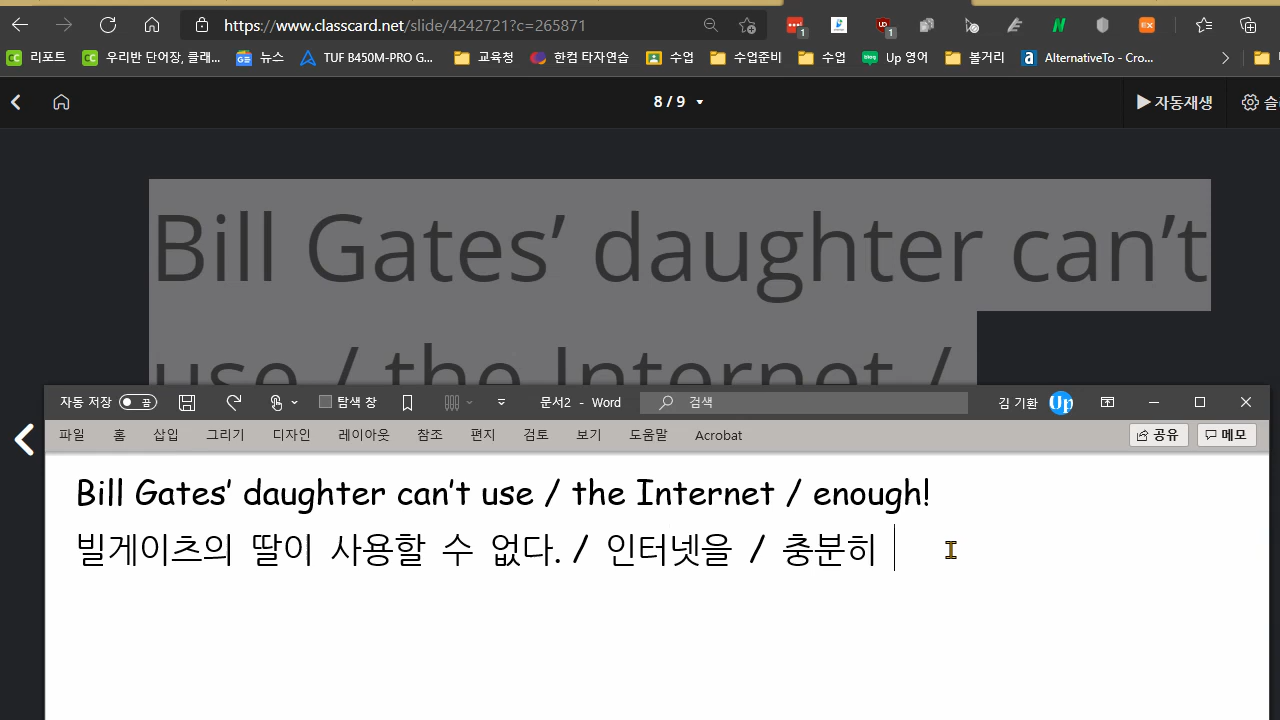 https://www.classcard.net/slide/4242721?c=265871
리포트 우리반 단어장, 클래... 뉴스 TUF B450M-PRO G... 교육청 한컴 타자연습 수업 수업준비 수업 Up 영어 볼거리 AlternativeTo - Cro...
8 / 9 자동재생 슬
Bill Gates’ daughter can’t
use / the Internet /
자동 저장 끔 탐색 창 문서2 - Word 검색 김 기환 Up
파일 홈 삽입 그리기 디자인 레이아웃 참조 편지 검토 보기 도움말 Acrobat 공유 메모
Bill Gates’ daughter can’t use / the Internet / enough!
빌게이츠의 딸이 사용할 수 없다. / 인터넷을 / 충분히